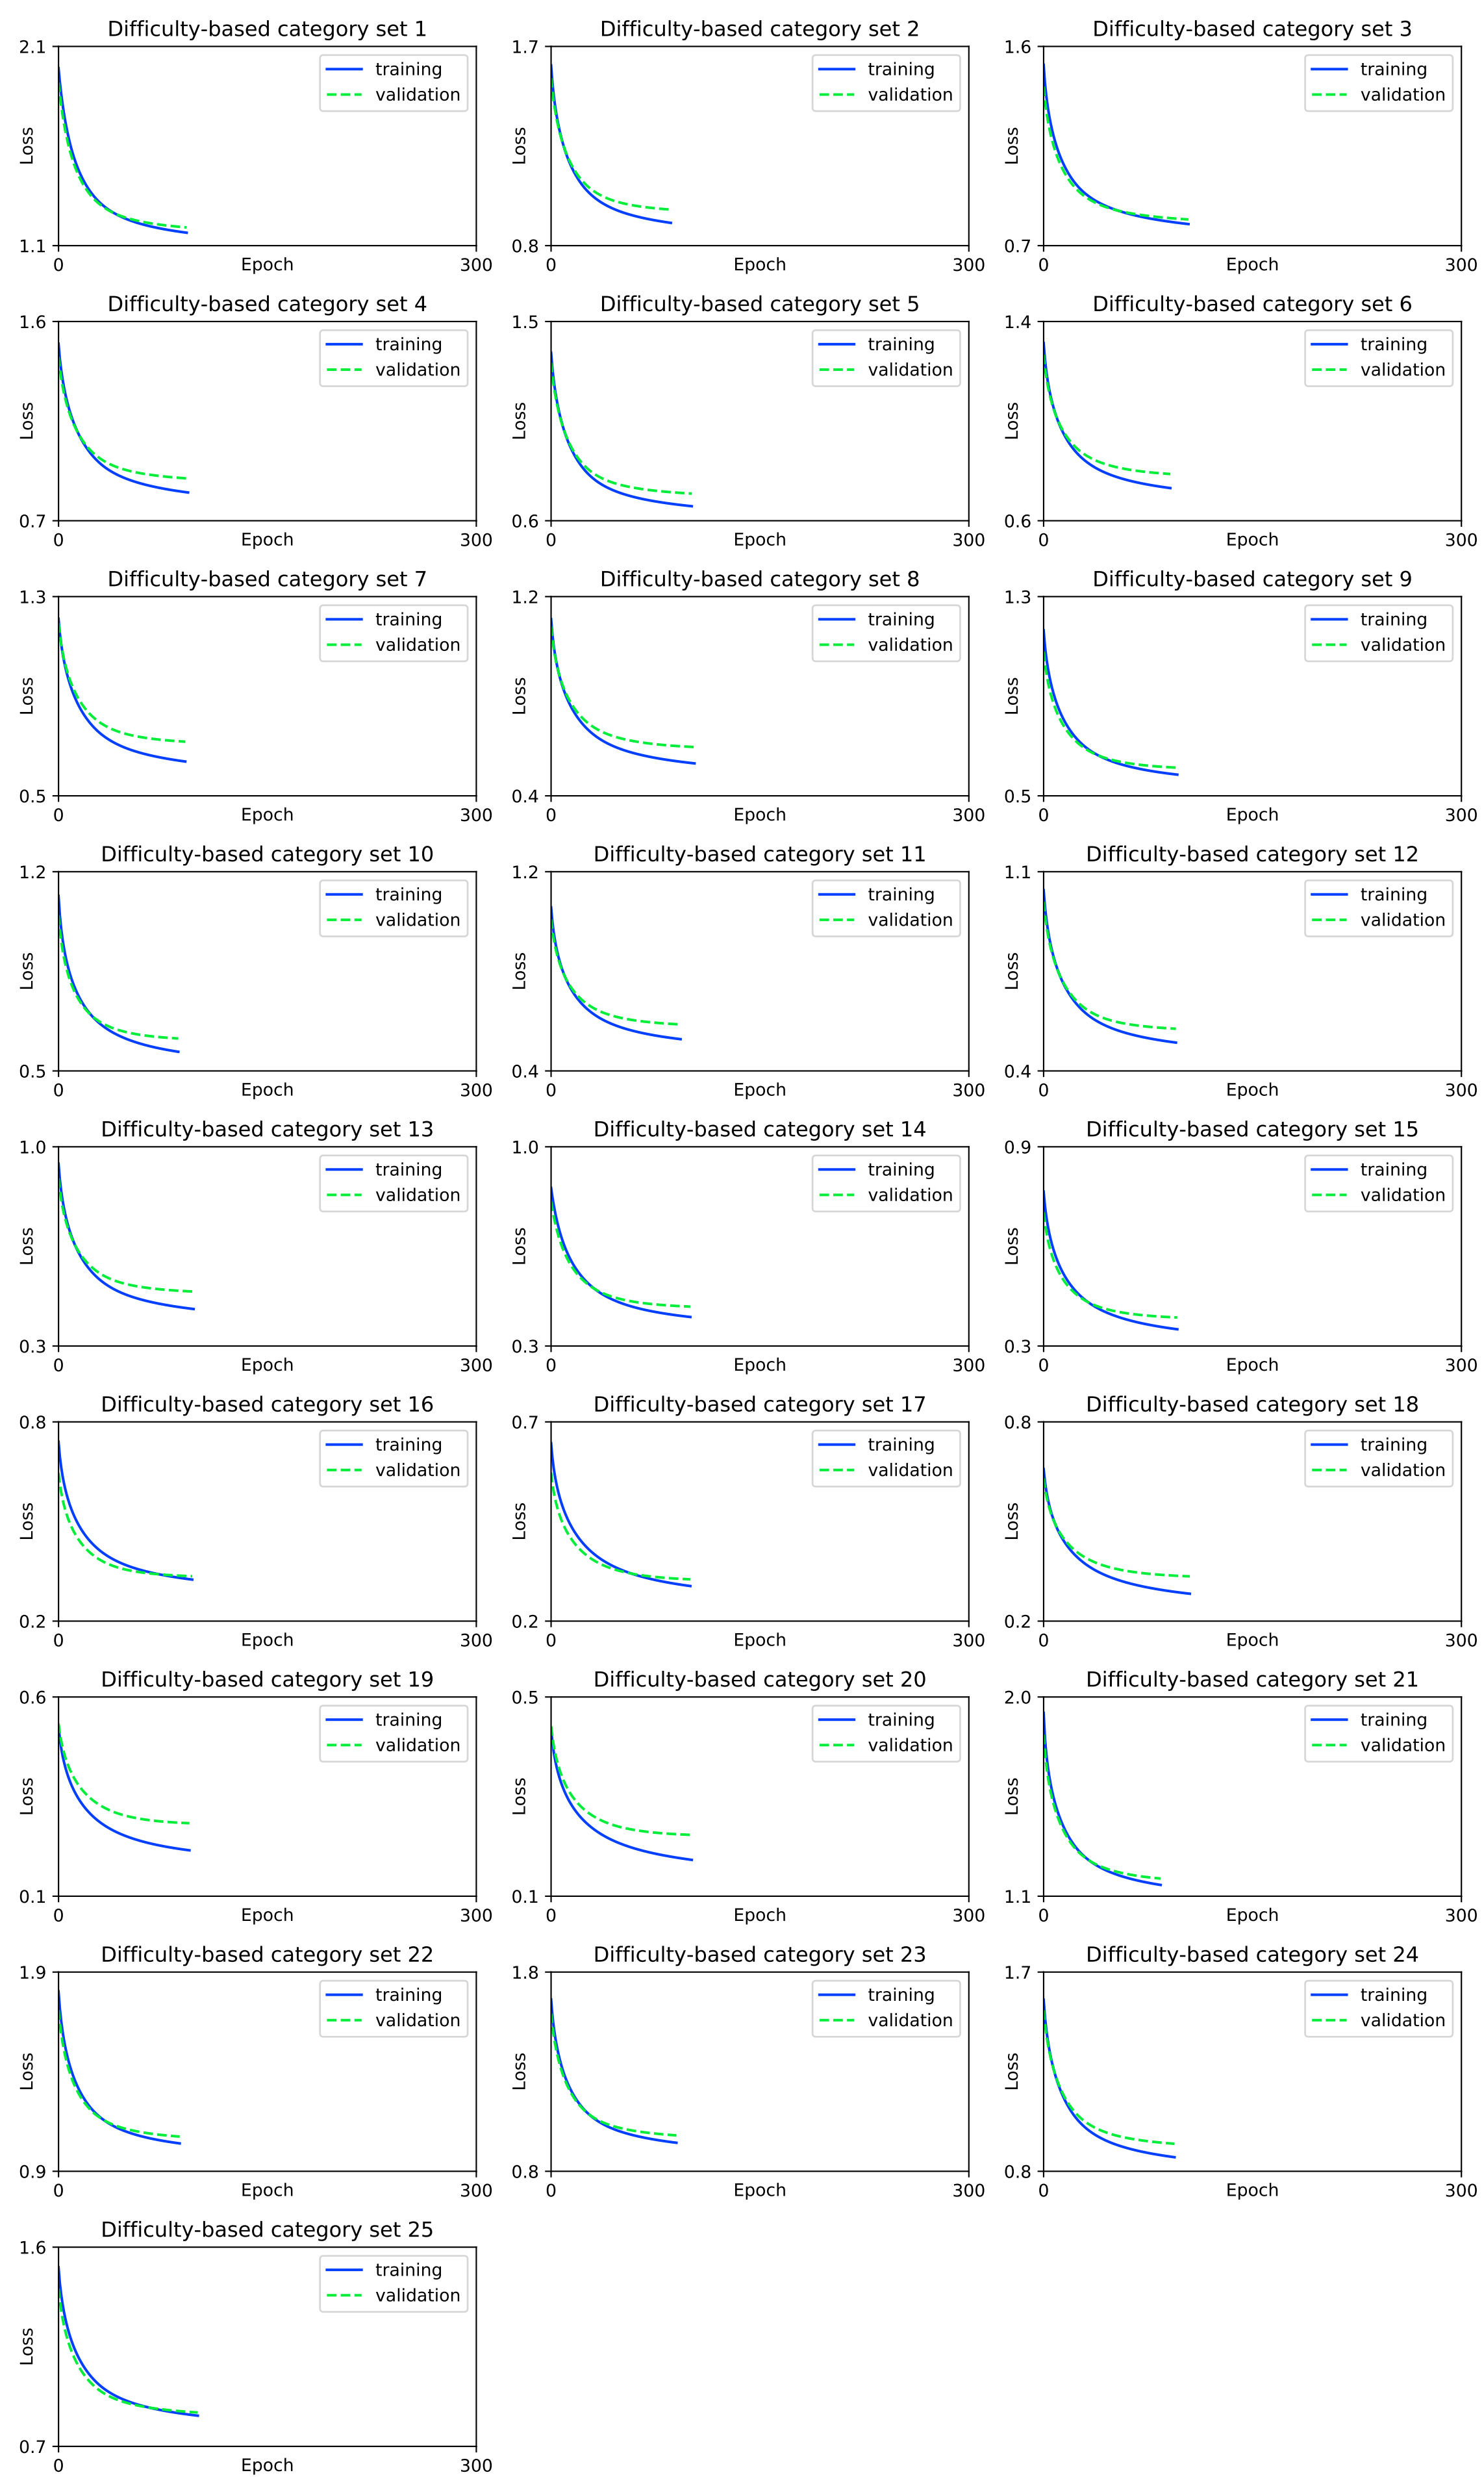 Difficulty-based category set 1
2.1
training
validation
Loss
1.1
0
Epoch
300
Difficulty-based category set 2
1.7
training
validation
Loss
0.8
0
Epoch
300
Difficulty-based category set 3
1.6
training
validation
Loss
0.7
0
Epoch
300
Difficulty-based category set 4
1.6
training
validation
Loss
0.7
0
Epoch
300
Difficulty-based category set 5
1.5
training
validation
Loss
0.6
0
Epoch
300
Difficulty-based category set 6
1.4
training
validation
Loss
0.6
0
Epoch
300
Difficulty-based category set 7
1.3
training
validation
Loss
0.5
0
Epoch
300
Difficulty-based category set 8
1.2
training
validation
Loss
0.4
0
Epoch
300
Difficulty-based category set 9
1.3
training
validation
Loss
0.5
0
Epoch
300
Difficulty-based category set 10
1.2
training
validation
Loss
0.5
0
Epoch
300
Difficulty-based category set 11
1.2
training
validation
Loss
0.4
0
Epoch
300
Difficulty-based category set 12
1.1
training
validation
Loss
0.4
0
Epoch
300
Difficulty-based category set 13
1.0
training
validation
Loss
0.3
0
Epoch
300
Difficulty-based category set 14
1.0
training
validation
Loss
0.3
0
Epoch
300
Difficulty-based category set 15
0.9
training
validation
Loss
0.3
0
Epoch
300
Difficulty-based category set 16
0.8
training
validation
Loss
0.2
0
Epoch
300
Difficulty-based category set 17
0.7
training
validation
Loss
0.2
0
Epoch
300
Difficulty-based category set 18
0.8
training
validation
Loss
0.2
0
Epoch
300
Difficulty-based category set 19
0.6
training
validation
Loss
0.1
0
Epoch
300
Difficulty-based category set 20
0.5
training
validation
Loss
0.1
0
Epoch
300
Difficulty-based category set 21
2.0
training
validation
Loss
1.1
0
Epoch
300
Difficulty-based category set 22
1.9
training
validation
Loss
0.9
0
Epoch
300
Difficulty-based category set 23
1.8
training
validation
Loss
0.8
0
Epoch
300
Difficulty-based category set 24
1.7
training
validation
Loss
0.8
0
Epoch
300
Difficulty-based category set 25
1.6
training
validation
Loss
0.7
0
Epoch
300